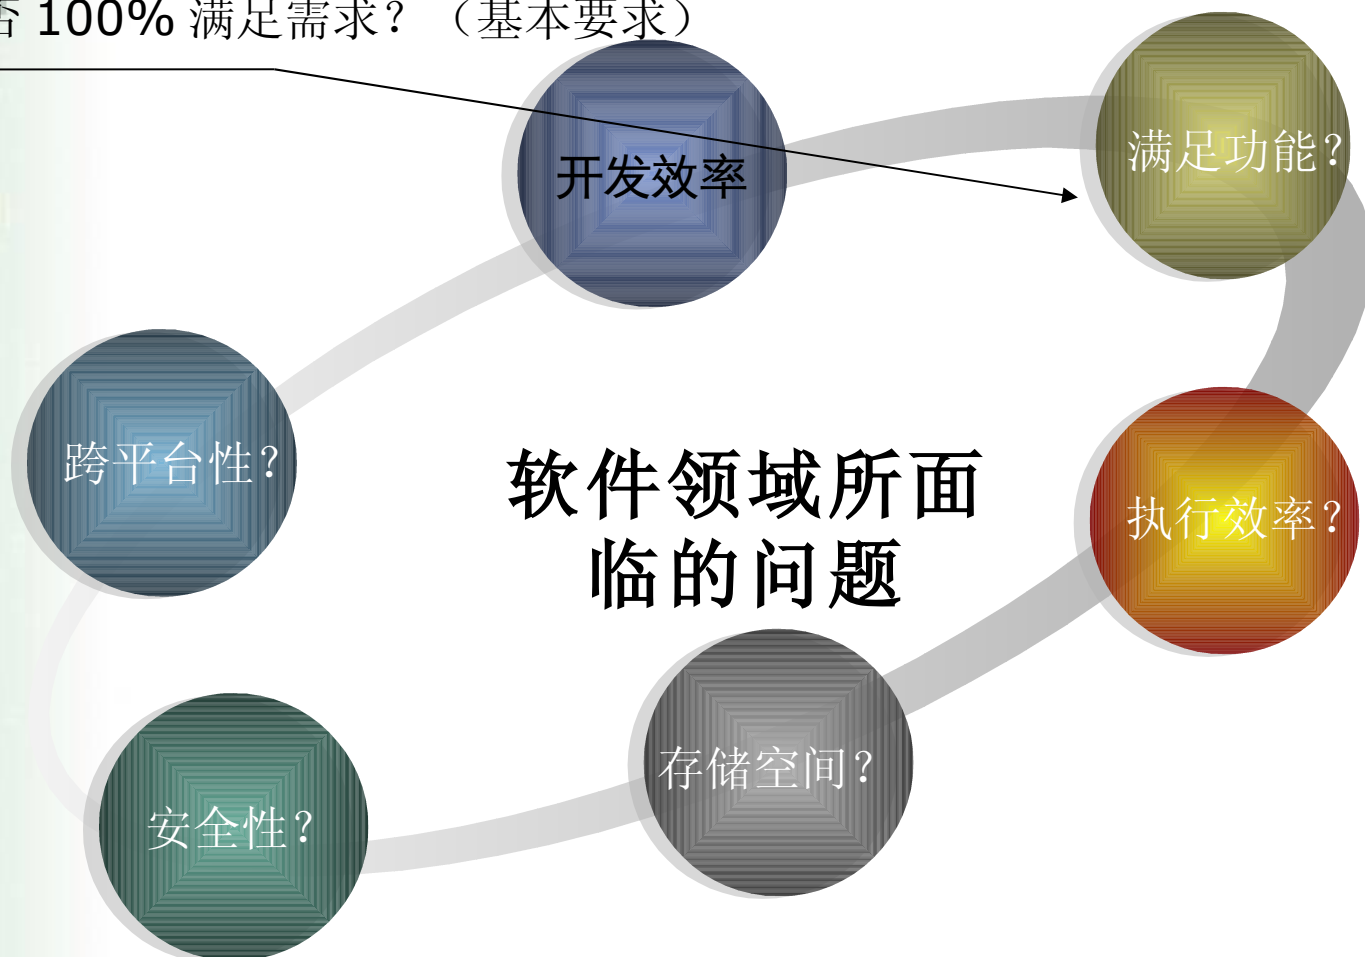 否 100% 满足需求？（基本要求）
开发效率
满足功能？
跨平台性？
软件领域所面
临的问题
执行效率？
存储空间？
安全性？